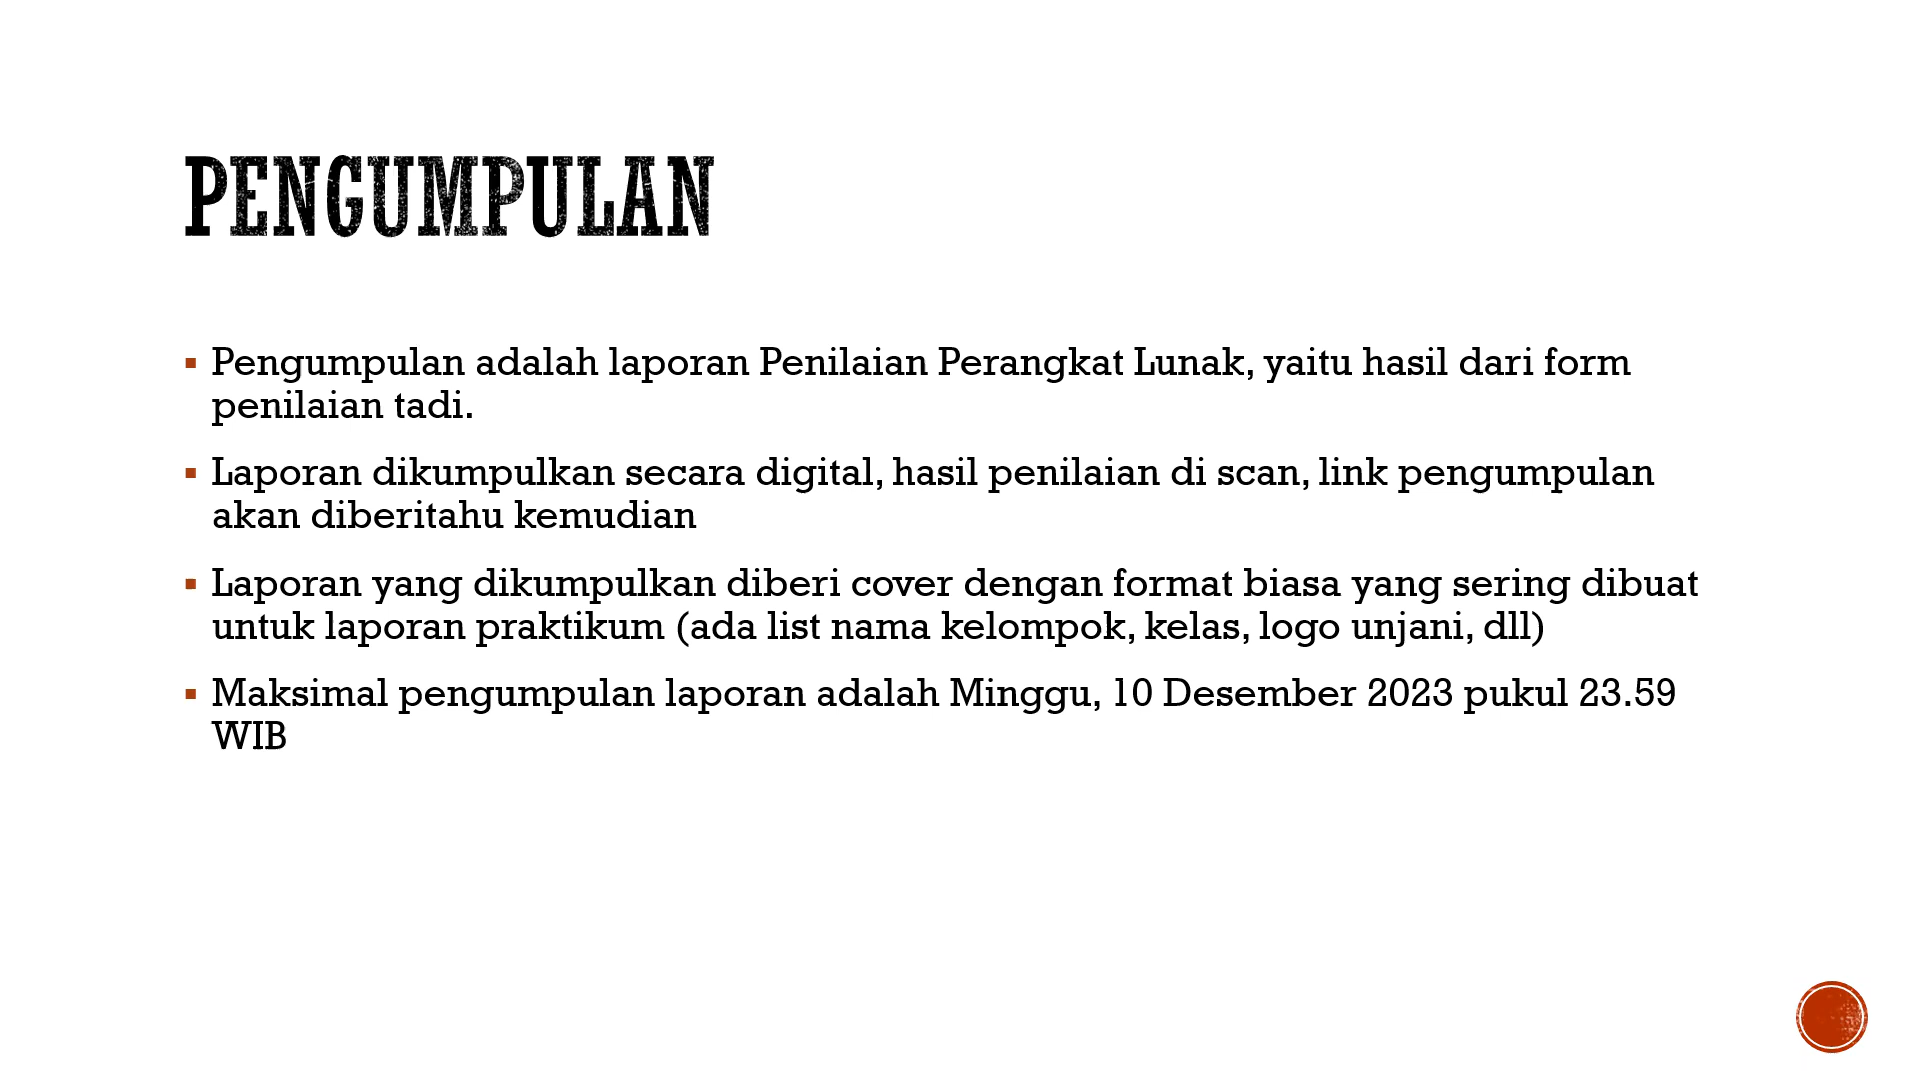 PENGUMPULAN
▪ Pengumpulan adalah laporan Penilaian Perangkat Lunak, yaitu hasil dari form
penilaian tadi.
▪ Laporan dikumpulkan secara digital, hasil penilaian di scan, link pengumpulan
akan diberitahu kemudian
▪ Laporan yang dikumpulkan diberi cover dengan format biasa yang sering dibuat
untuk laporan praktikum (ada list nama kelompok, kelas, logo unjani, dll)
▪ Maksimal pengumpulan laporan adalah Minggu, 10 Desember 2023 pukul 23.59
WIB